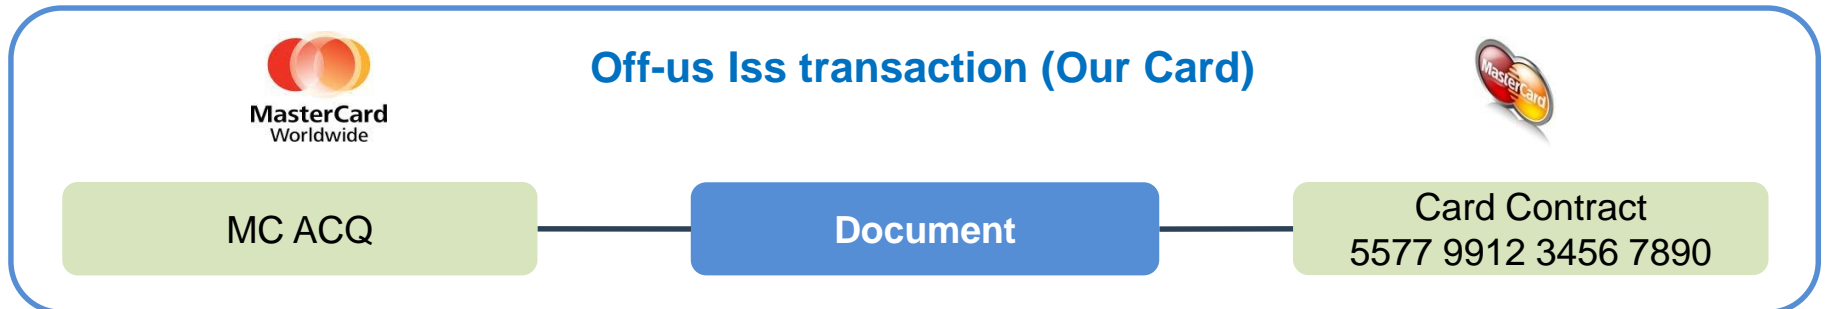 Off-us Iss transaction (Our Card)
MasterCard
Worldwide
MasterCard
MC ACQ
Document
Card Contract
5577 9912 3456 7890